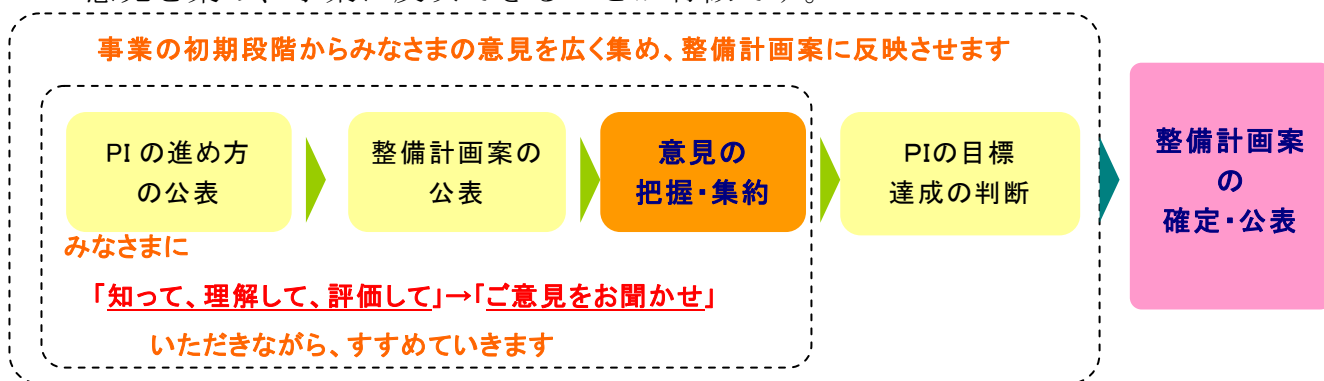 事業の初期段階からみなさまの意見を広く集め、整備計画案に反映させます
PI の進め方
の公表
整備計画案の
公表
意見の
把握・集約
PIの目標
達成の判断
整備計画案
の
確定・公表
みなさまに
「知って、理解して、評価して」→「ご意見をお聞かせ」
いただきながら、すすめていきます